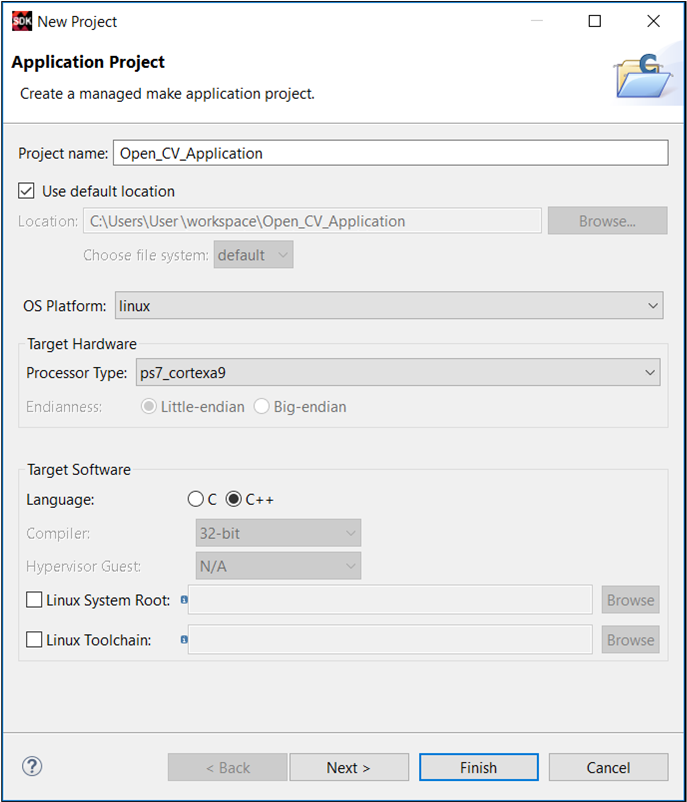 SDK New Project
Application Project
C
Create a managed make application project.
Project name: Open_CV_Application
Use default location
Location: C:\Users\User\workspace\Open_CV_Application Browse...
Choose file system: default
OS Platform: linux
Target Hardware
Processor Type: ps7_cortexa9
Endianness: Little-endian Big-endian
Target Software
Language: C C++
Compiler: 32-bit
Hypervisor Guest: N/A
Linux System Root: i Browse
Linux Toolchain: i Browse
? < Back Next > Finish Cancel